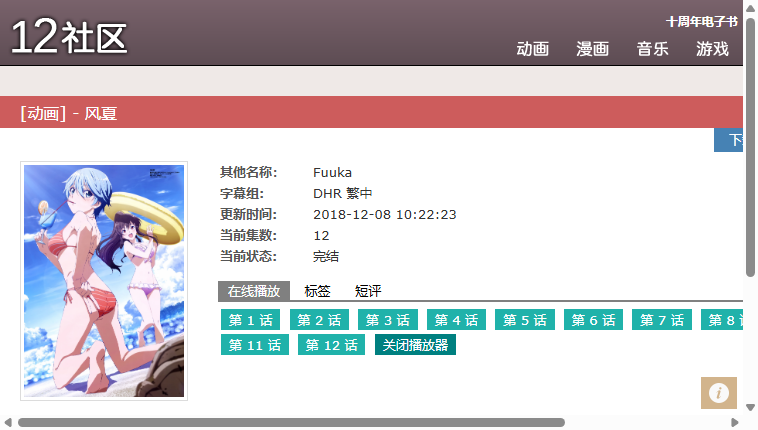 12社区
十周年电子书
动画 漫画 音乐 游戏
[动画] - 风夏
其他名称: Fuuka
字幕组: DHR 繁中
更新时间: 2018-12-08 10:22:23
当前集数: 12
当前状态: 完结
在线播放 标签 短评
第 1 话 第 2 话 第 3 话 第 4 话 第 5 话 第 6 话 第 7 话 第 8
第 11 话 第 12 话 关闭播放器
i